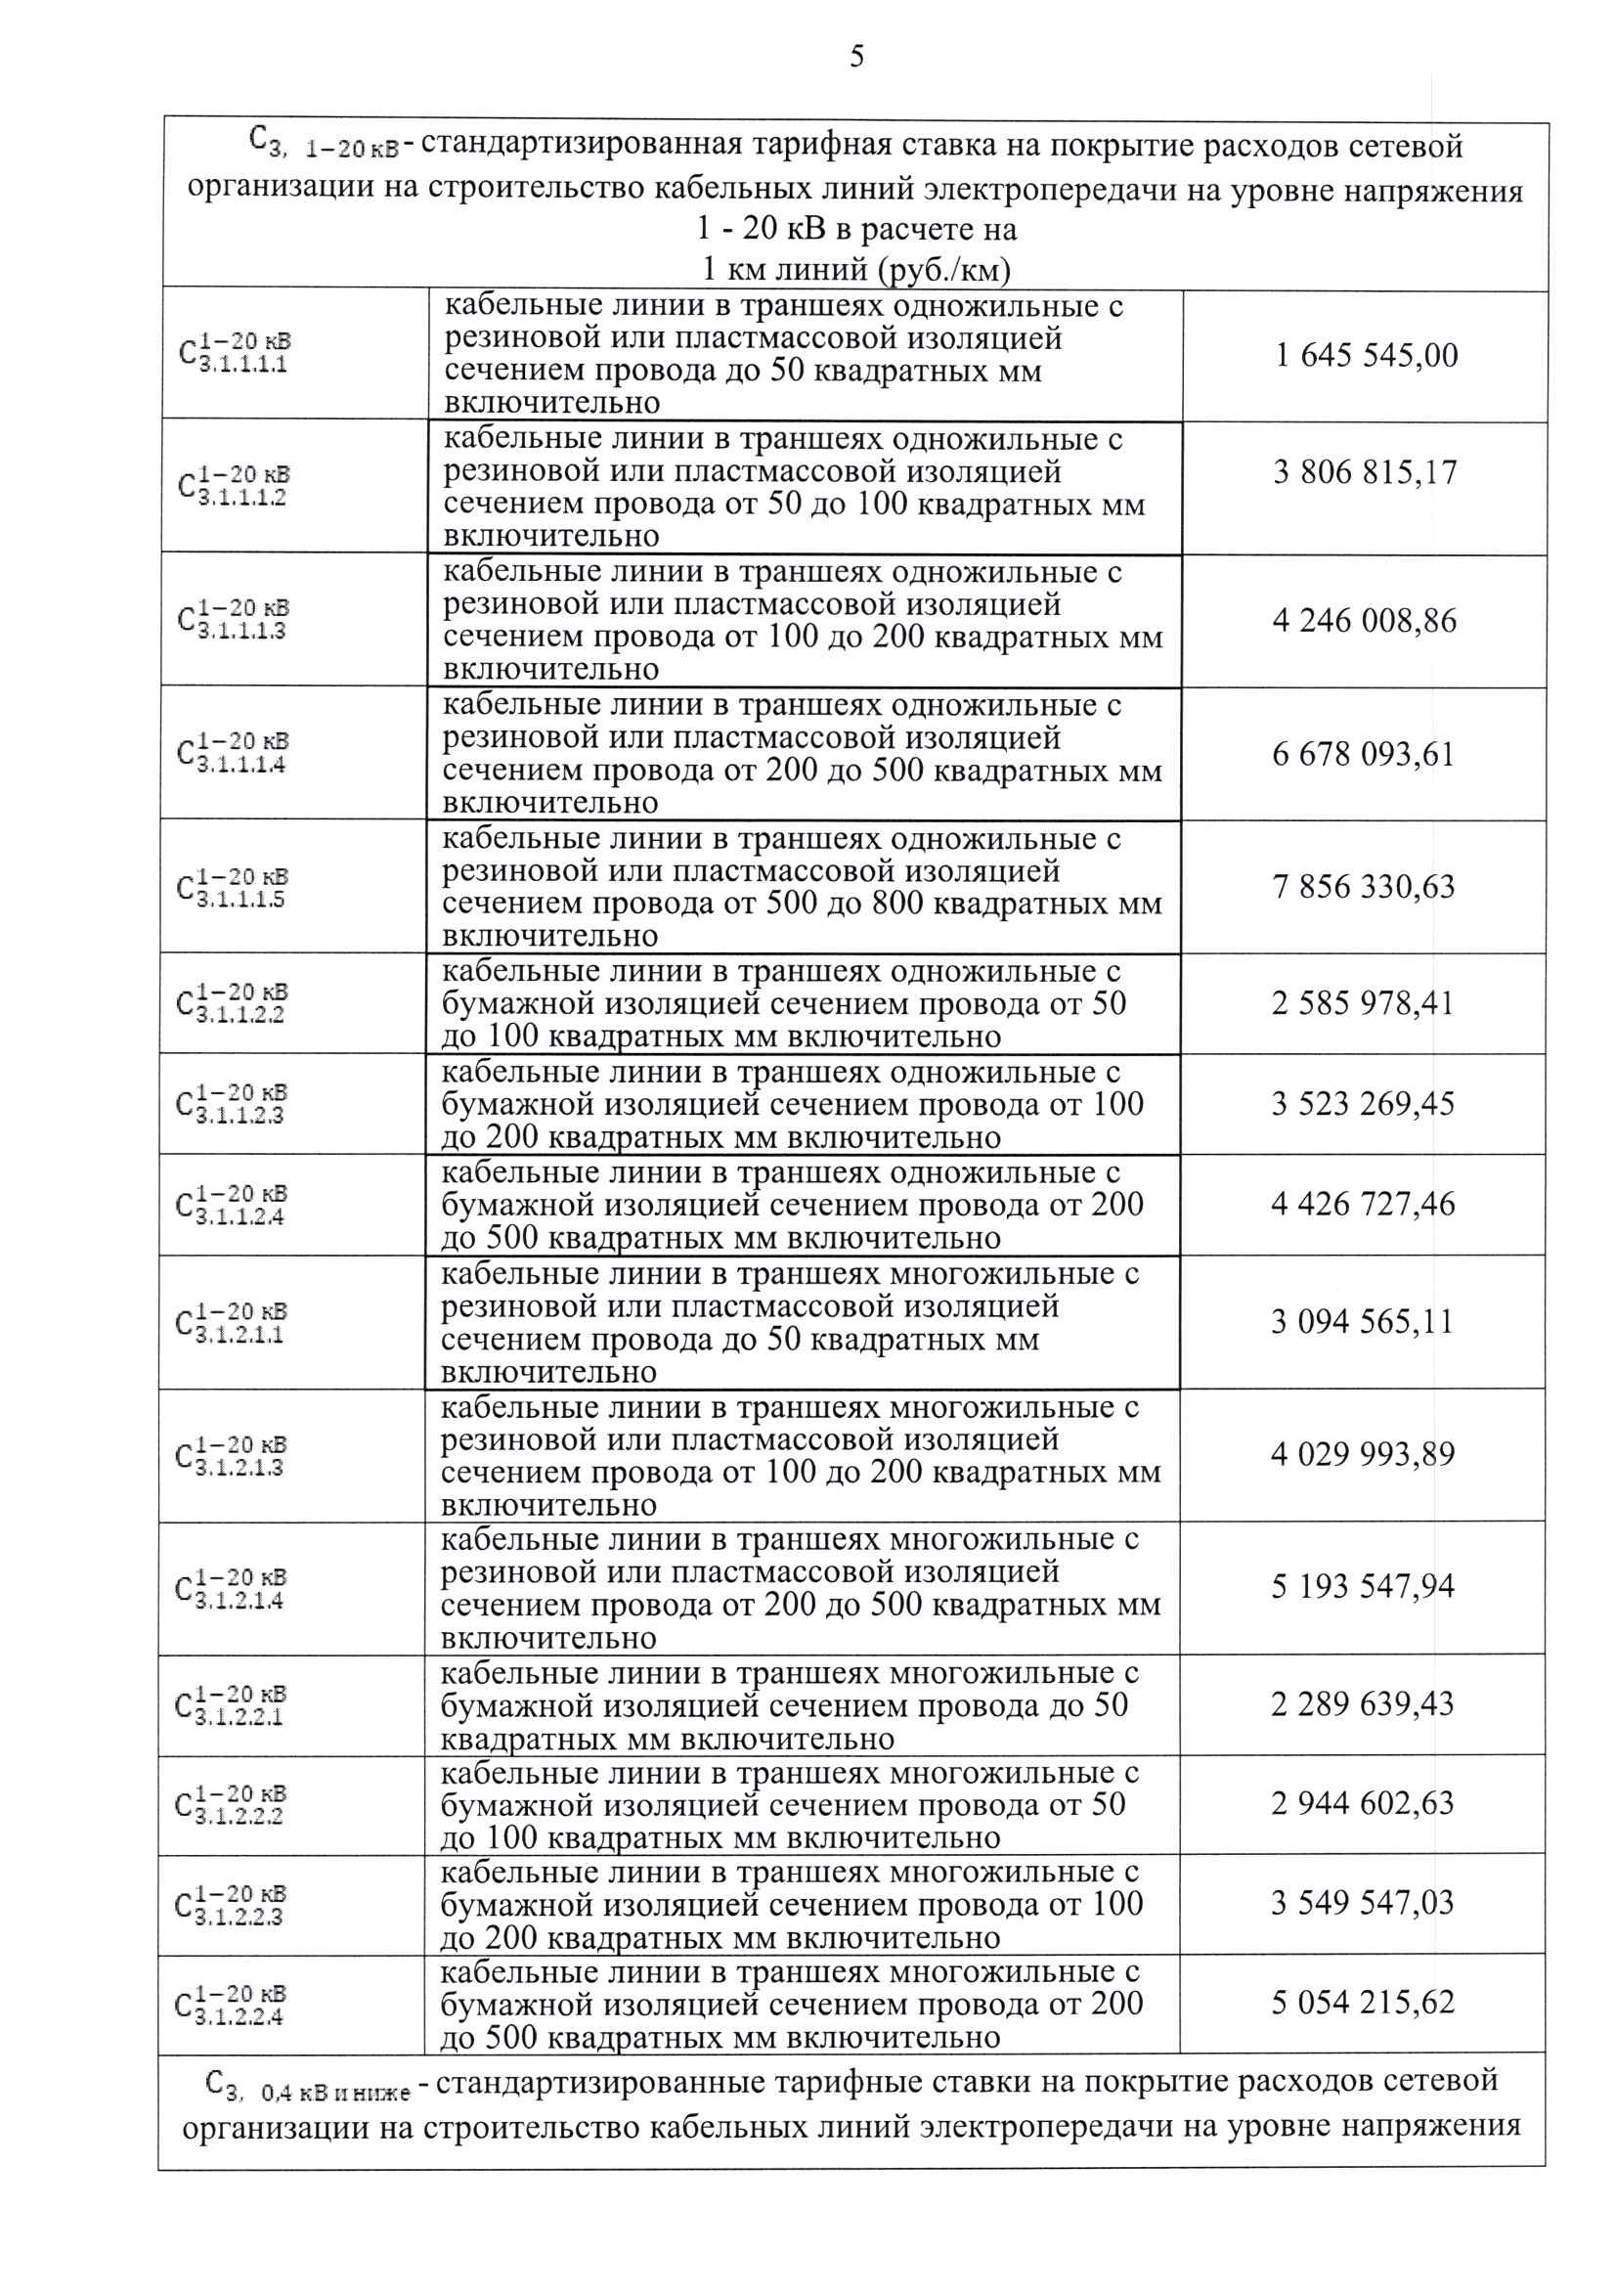 5
С3, 1−20 кВ - стандартизированная тарифная ставка на покрытие расходов сетевой
организации на строительство кабельных линий электропередачи на уровне напряжения
1 - 20 кВ в расчете на
1 км линий (руб./км)
С 1−20 кВ 3.1.1.1.1
кабельные линии в траншеях одножильные с
резиновой или пластмассовой изоляцией
сечением провода до 50 квадратных мм
включительно
1 645 545,00
С 1−20 кВ 3.1.1.1.2
кабельные линии в траншеях одножильные с
резиновой или пластмассовой изоляцией
сечением провода от 50 до 100 квадратных мм
включительно
3 806 815,17
С 1−20 кВ 3.1.1.1.3
кабельные линии в траншеях одножильные с
резиновой или пластмассовой изоляцией
сечением провода от 100 до 200 квадратных мм
включительно
4 246 008,86
С 1−20 кВ 3.1.1.1.4
кабельные линии в траншеях одножильные с
резиновой или пластмассовой изоляцией
сечением провода от 200 до 500 квадратных мм
включительно
6 678 093,61
С 1−20 кВ 3.1.1.1.5
кабельные линии в траншеях одножильные с
резиновой или пластмассовой изоляцией
сечением провода от 500 до 800 квадратных мм
включительно
7 856 330,63
С 1−20 кВ 3.1.1.2.2
кабельные линии в траншеях одножильные с
бумажной изоляцией сечением провода от 50
до 100 квадратных мм включительно
2 585 978,41
С 1−20 кВ 3.1.1.2.3
кабельные линии в траншеях одножильные с
бумажной изоляцией сечением провода от 100
до 200 квадратных мм включительно
3 523 269,45
С 1−20 кВ 3.1.1.2.4
кабельные линии в траншеях одножильные с
бумажной изоляцией сечением провода от 200
до 500 квадратных мм включительно
4 426 727,46
С 1−20 кВ 3.1.2.1.1
кабельные линии в траншеях многожильные с
резиновой или пластмассовой изоляцией
сечением провода до 50 квадратных мм
включительно
3 094 565,11
С 1−20 кВ 3.1.2.1.3
кабельные линии в траншеях многожильные с
резиновой или пластмассовой изоляцией
сечением провода от 100 до 200 квадратных мм
включительно
4 029 993,89
С 1−20 кВ 3.1.2.1.4
кабельные линии в траншеях многожильные с
резиновой или пластмассовой изоляцией
сечением провода от 200 до 500 квадратных мм
включительно
5 193 547,94
С 1−20 кВ 3.1.2.2.1
кабельные линии в траншеях многожильные с
бумажной изоляцией сечением провода до 50
квадратных мм включительно
2 289 639,43
С 1−20 кВ 3.1.2.2.2
кабельные линии в траншеях многожильные с
бумажной изоляцией сечением провода от 50
до 100 квадратных мм включительно
2 944 602,63
С 1−20 кВ 3.1.2.2.3
кабельные линии в траншеях многожильные с
бумажной изоляцией сечением провода от 100
до 200 квадратных мм включительно
3 549 547,03
С 1−20 кВ 3.1.2.2.4
кабельные линии в траншеях многожильные с
бумажной изоляцией сечением провода от 200
до 500 квадратных мм включительно
5 054 215,62
С3, 0,4 кВ и ниже - стандартизированные тарифные ставки на покрытие расходов сетевой
организации на строительство кабельных линий электропередачи на уровне напряжения